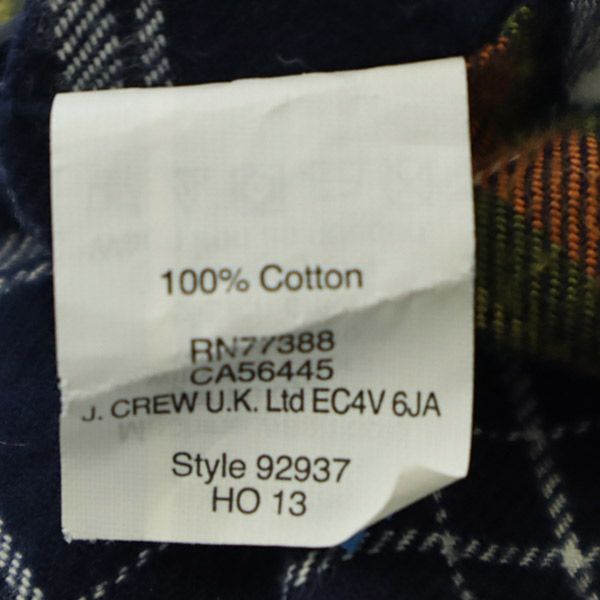 100% Cotton
RN77388
CA56445
J. CREW U.K. Ltd EC4V 6JA
Style 92937
HO 13